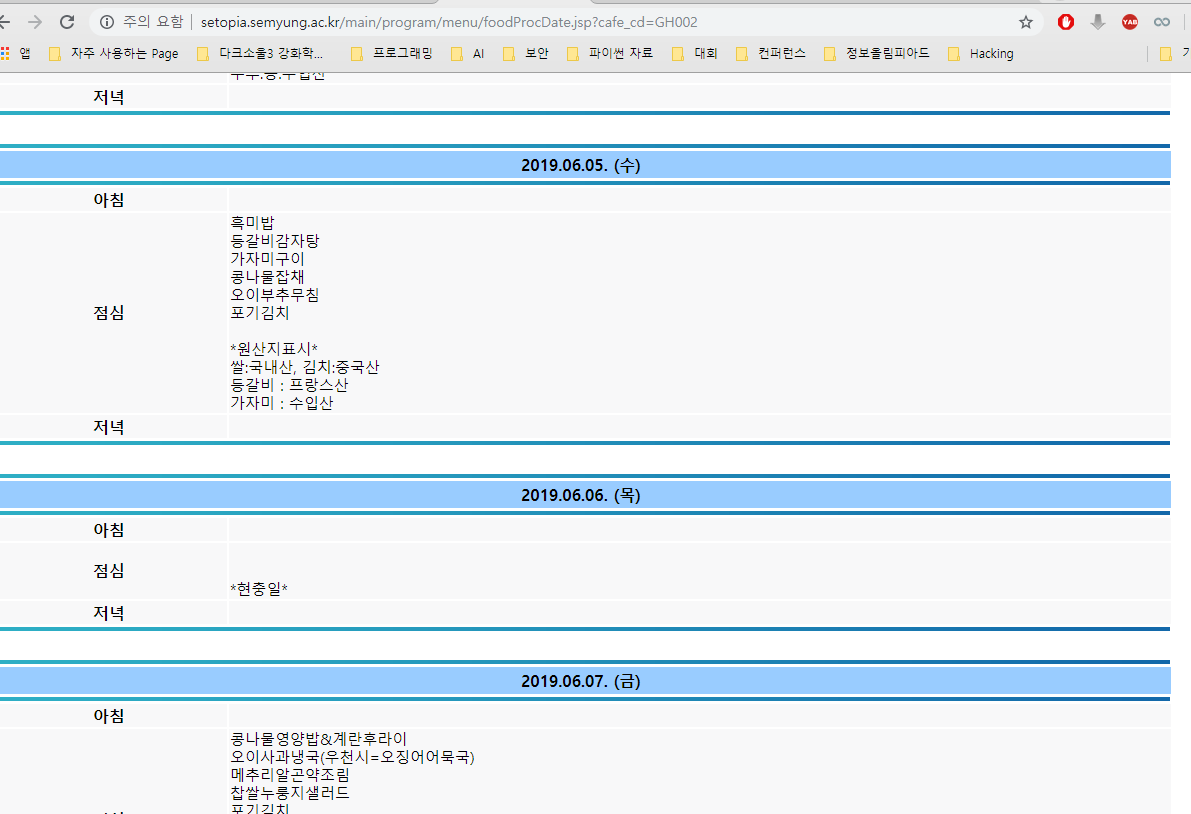 주의 요함 setopia.semyung.ac.kr/main/program/menu/foodProcDate.jsp?cafe_cd=GH002
앱 자주 사용하는 Page 다크소울3 강화학... 프로그래밍 AI 보안 파이썬 자료 대회 컨퍼런스 정보올림피아드 Hacking
저녁
2019.06.05. (수)
아침
흑미밥
등갈비감자탕
가자미구이
콩나물잡채
오이부추무침
포기김치
점심
*원산지표시*
쌀:국내산, 김치:중국산
등갈비 : 프랑스산
가자미 : 수입산
저녁
2019.06.06. (목)
아침
점심
*현충일*
저녁
2019.06.07. (금)
아침
콩나물영양밥&계란후라이
오이사과냉국(우천시=오징어어묵국)
메추리알곤약조림
찹쌀누룽지샐러드
포기김치